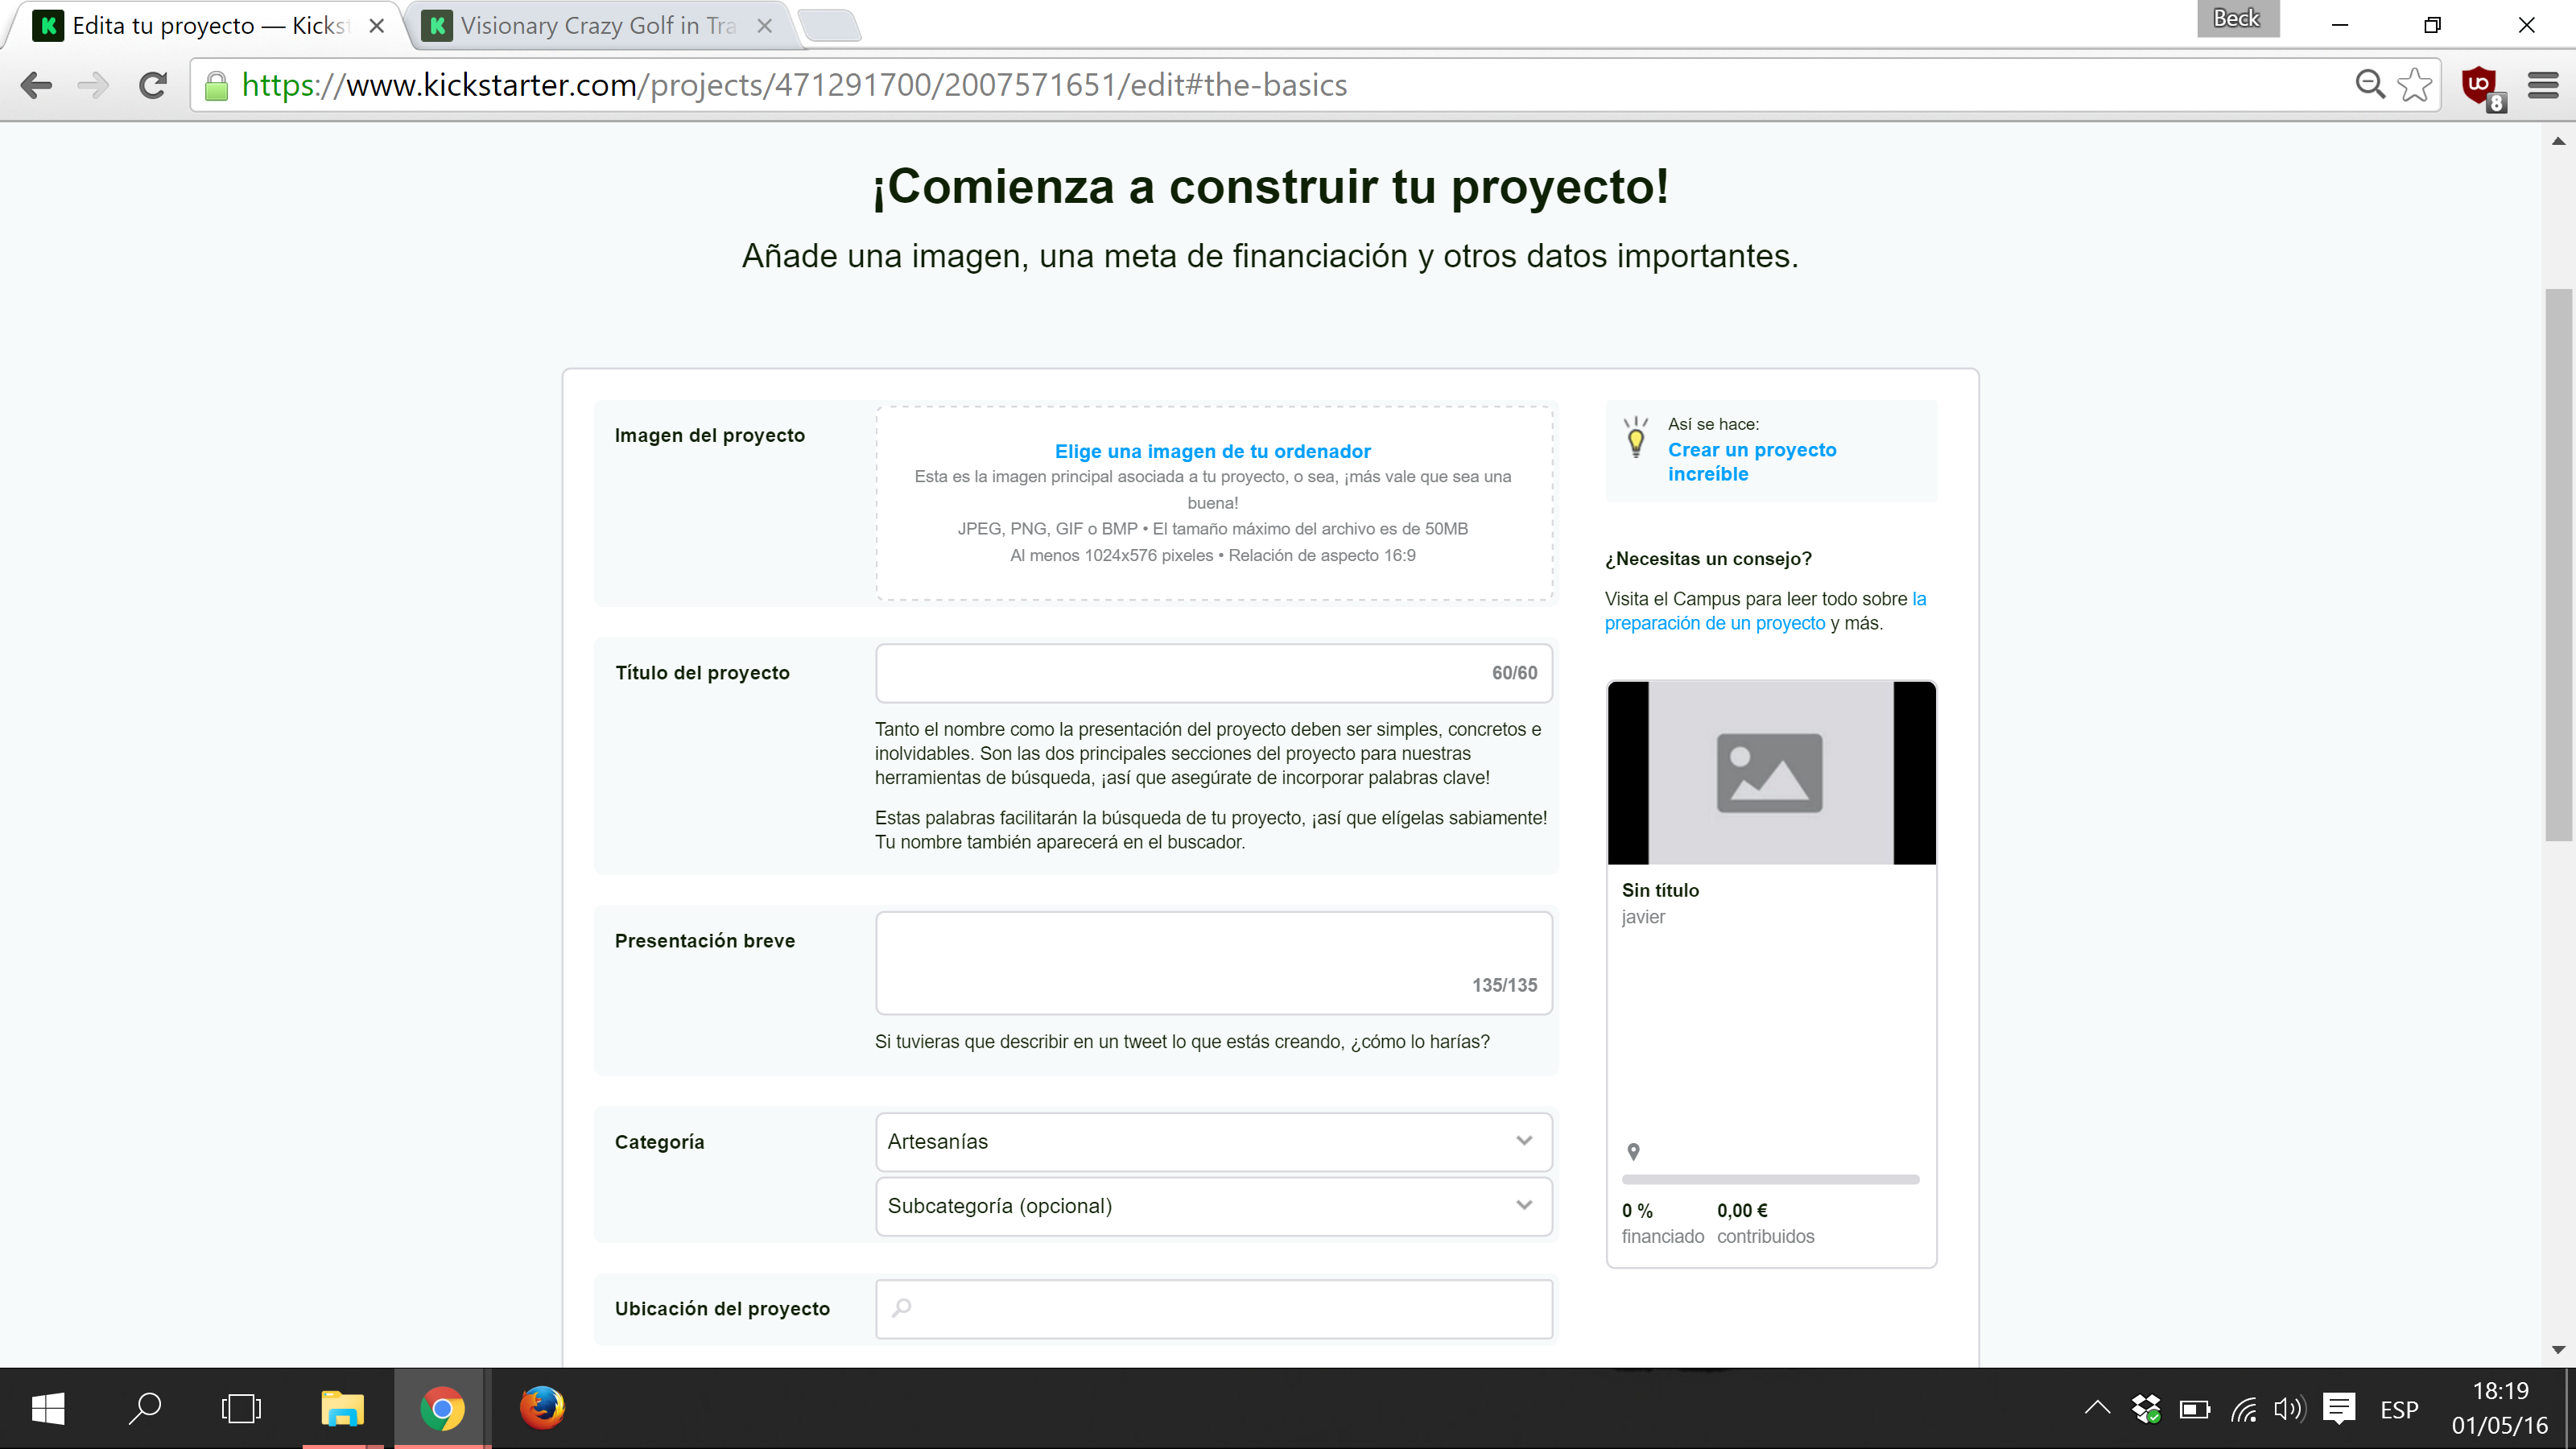 Edita tu proyecto — Kicks
Visionary Crazy Golf in Tra
Beck
https://www.kickstarter.com/projects/471291700/2007571651/edit#the-basics
8
¡Comienza a construir tu proyecto!
Añade una imagen, una meta de financiación y otros datos importantes.
Imagen del proyecto
Elige una imagen de tu ordenador
Esta es la imagen principal asociada a tu proyecto, o sea, ¡más vale que sea una
buena!
JPEG, PNG, GIF o BMP • El tamaño máximo del archivo es de 50MB
Al menos 1024x576 pixeles • Relación de aspecto 16:9
Título del proyecto
60/60
Tanto el nombre como la presentación del proyecto deben ser simples, concretos e
inolvidables. Son las dos principales secciones del proyecto para nuestras
herramientas de búsqueda, ¡así que asegúrate de incorporar palabras clave!
Estas palabras facilitarán la búsqueda de tu proyecto, ¡así que elígelas sabiamente!
Tu nombre también aparecerá en el buscador.
Presentación breve
135/135
Si tuvieras que describir en un tweet lo que estás creando, ¿cómo lo harías?
Categoría
Artesanías
Subcategoría (opcional)
Ubicación del proyecto
Así se hace:
Crear un proyecto
increíble
¿Necesitas un consejo?
Visita el Campus para leer todo sobre la
preparación de un proyecto y más.
Sin título
javier
0 % 0,00 €
financiado contribuidos
ESP
18:19
01/05/16